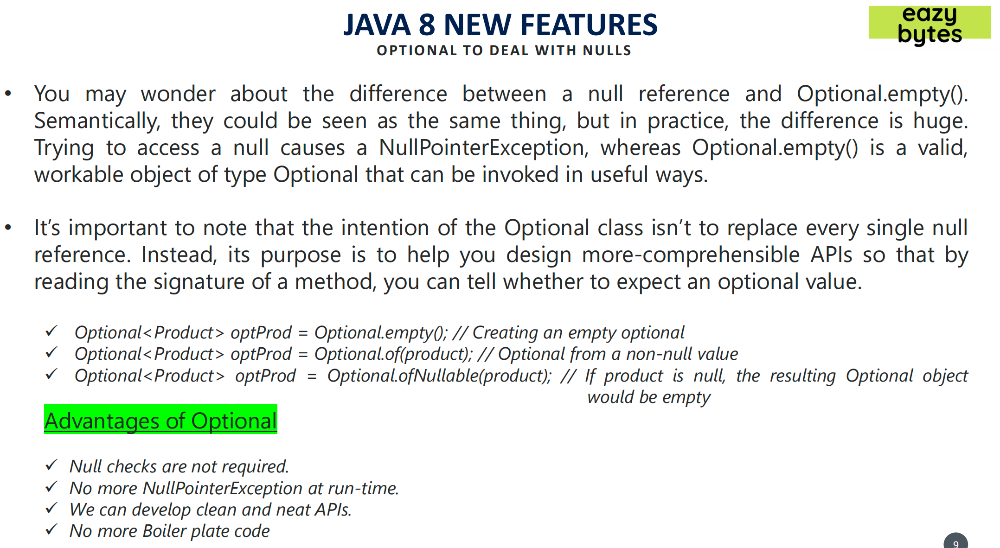 JAVA 8 NEW FEATURES
eazy
bytes
OPTIONAL TO DEAL WITH NULLS
• You may wonder about the difference between a null reference and Optional.empty().
Semantically, they could be seen as the same thing, but in practice, the difference is huge.
Trying to access a null causes a NullPointerException, whereas Optional.empty() is a valid,
workable object of type Optional that can be invoked in useful ways.
• It’s important to note that the intention of the Optional class isn’t to replace every single null
reference. Instead, its purpose is to help you design more-comprehensible APIs so that by
reading the signature of a method, you can tell whether to expect an optional value.
✓ Optional<Product> optProd = Optional.empty(); // Creating an empty optional
✓ Optional<Product> optProd = Optional.of(product); // Optional from a non-null value
✓ Optional<Product> optProd = Optional.ofNullable(product); // If product is null, the resulting Optional object
would be empty
Advantages of Optional
✓ Null checks are not required.
✓ No more NullPointerException at run-time.
✓ We can develop clean and neat APIs.
✓ No more Boiler plate code
9